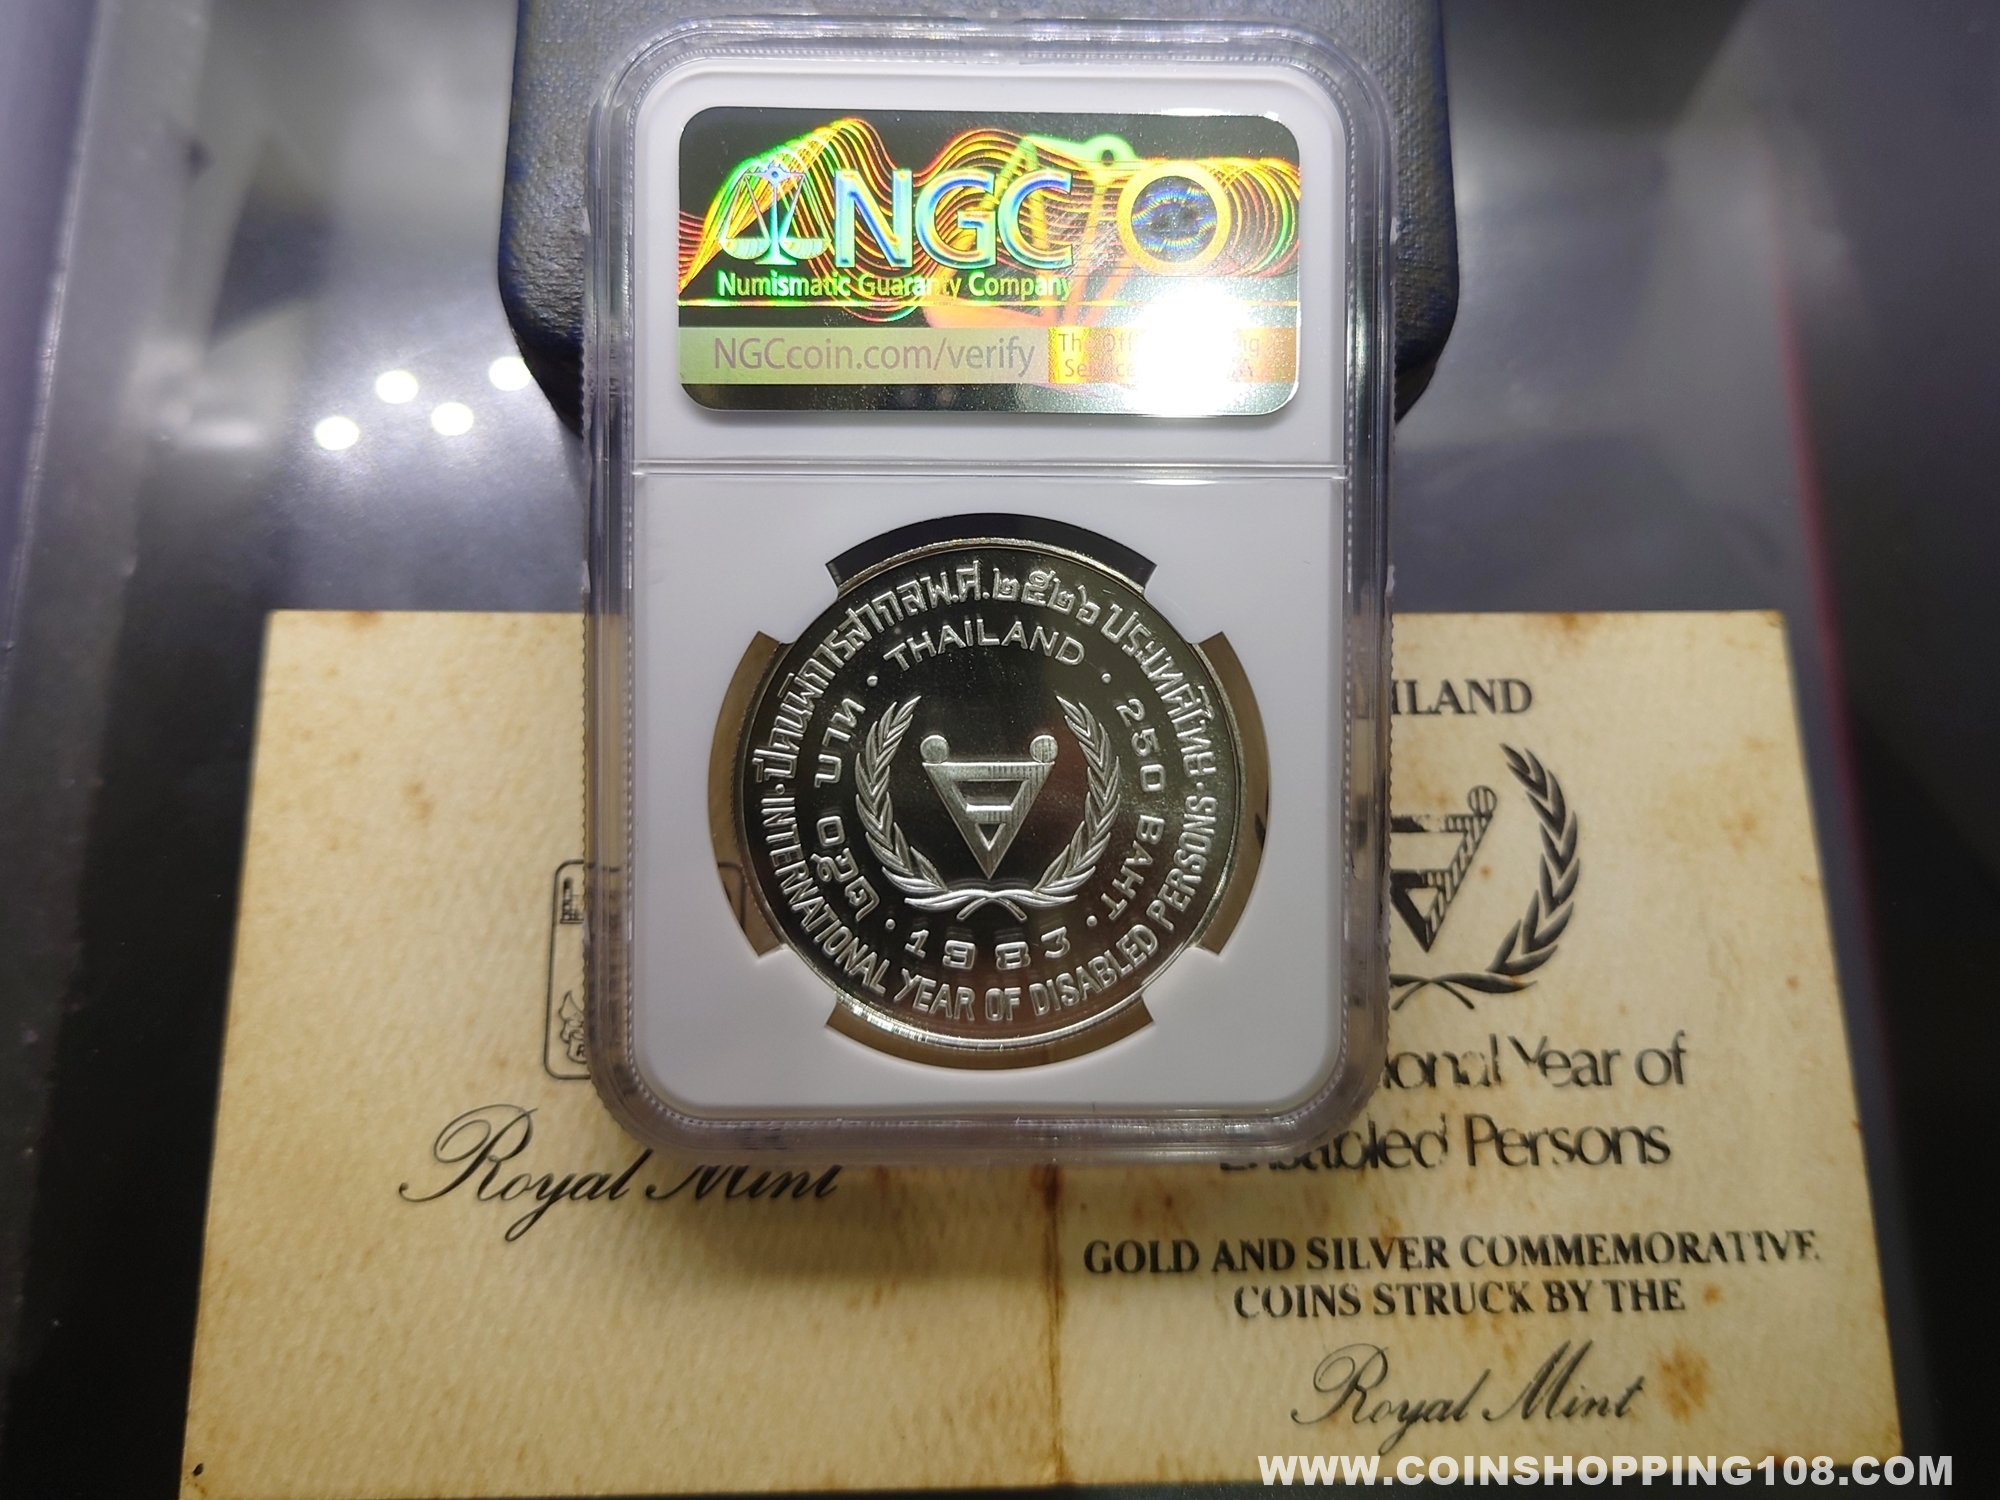 NGC
Numismatic Guaranty Company
NGCcoin.com/verify
ปีคนพิการสากล พ.ศ. ๒๕๒๖ ประเทศไทย
THAILAND
๒๕๐ บาท
250 BAHT
1983
INTERNATIONAL YEAR OF DISABLED PERSONS
Royal Mint
ILAND
ional Year of
abled Persons
GOLD AND SILVER COMMEMORATIVE
COINS STRUCK BY THE
Royal Mint
WWW.COINSHOPPING108.COM